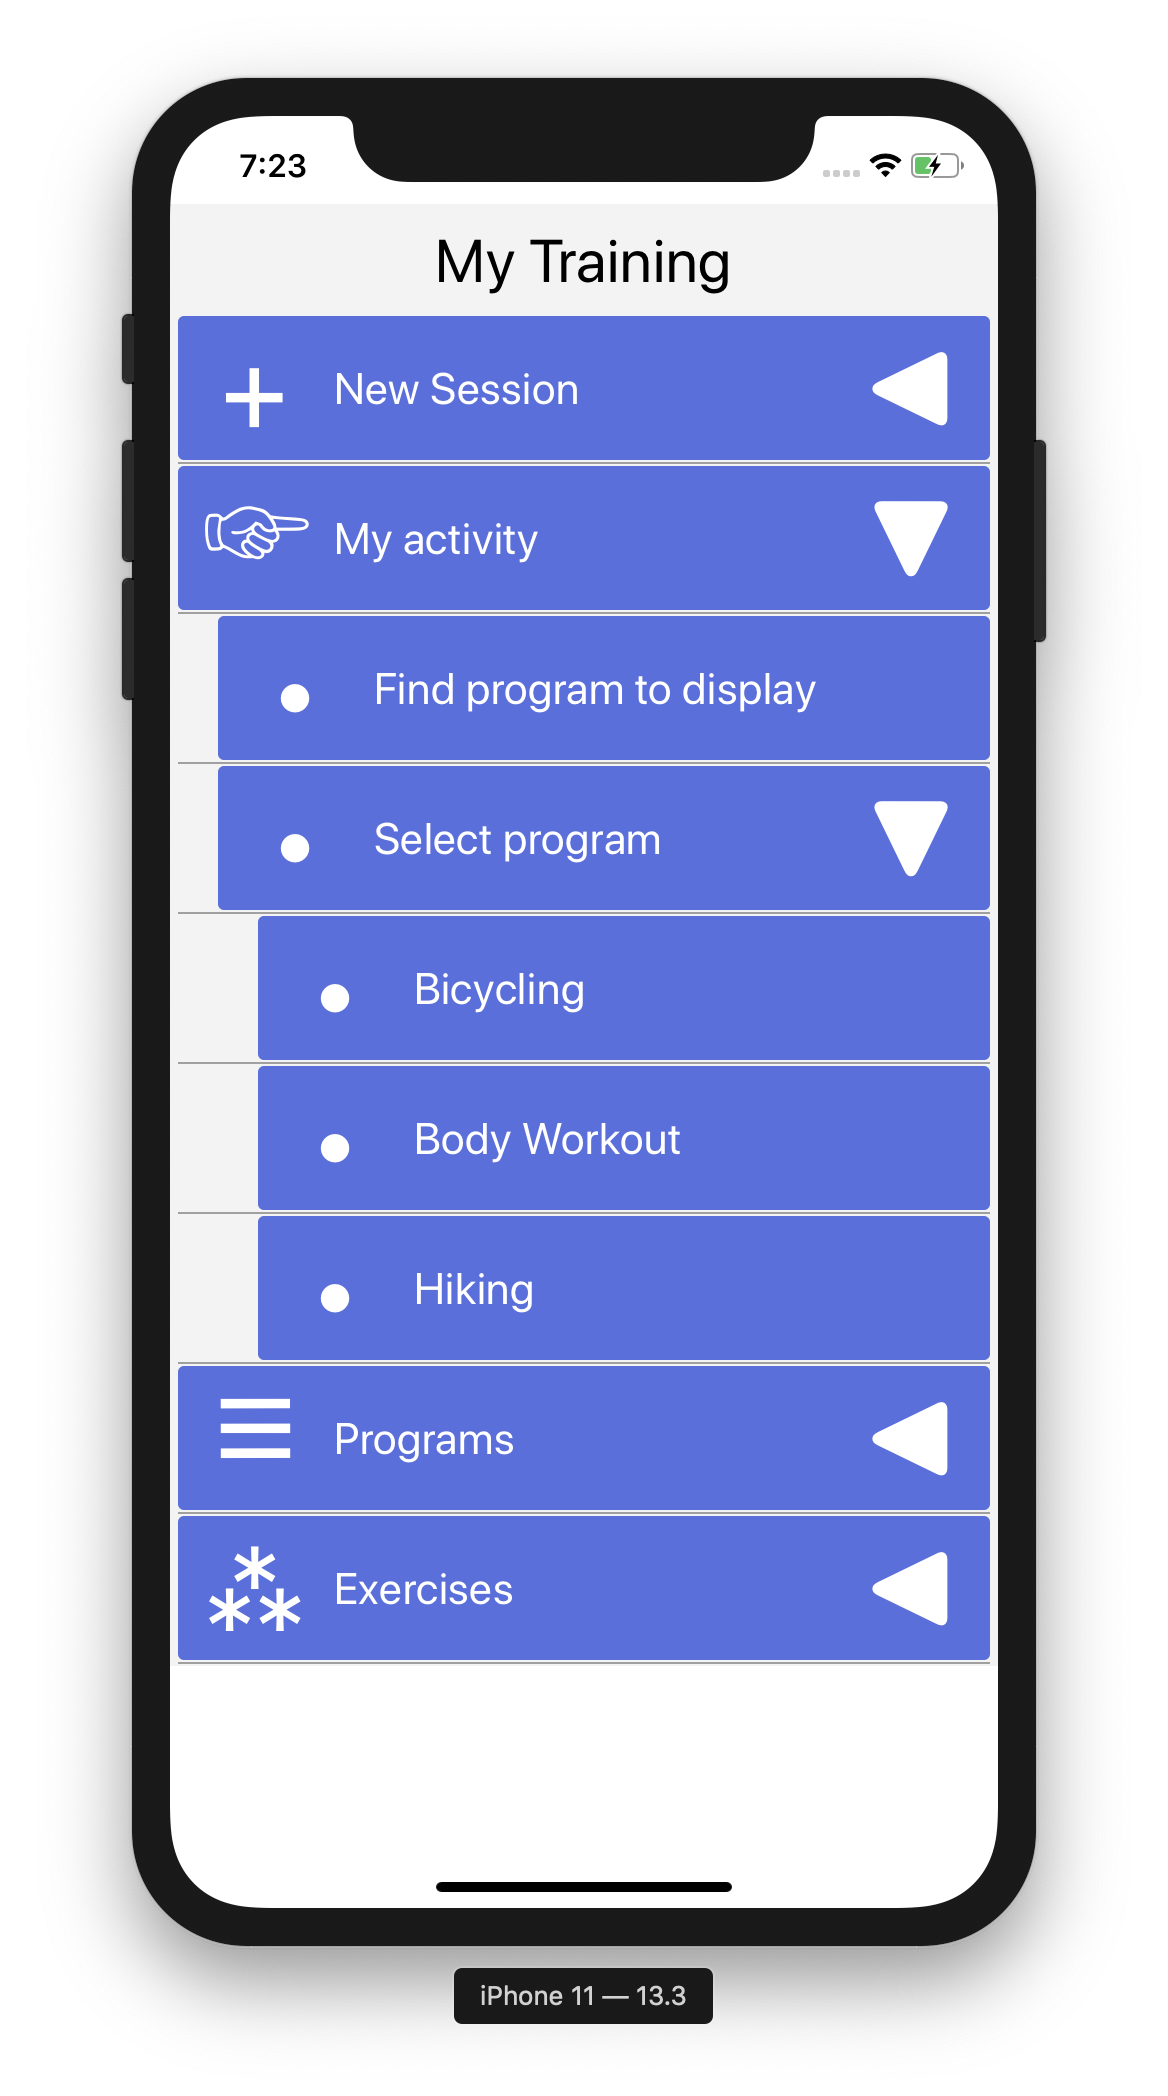 7:23
My Training
New Session
My activity
Find program to display
Select program
Bicycling
Body Workout
Hiking
Programs
Exercises
iPhone 11 — 13.3